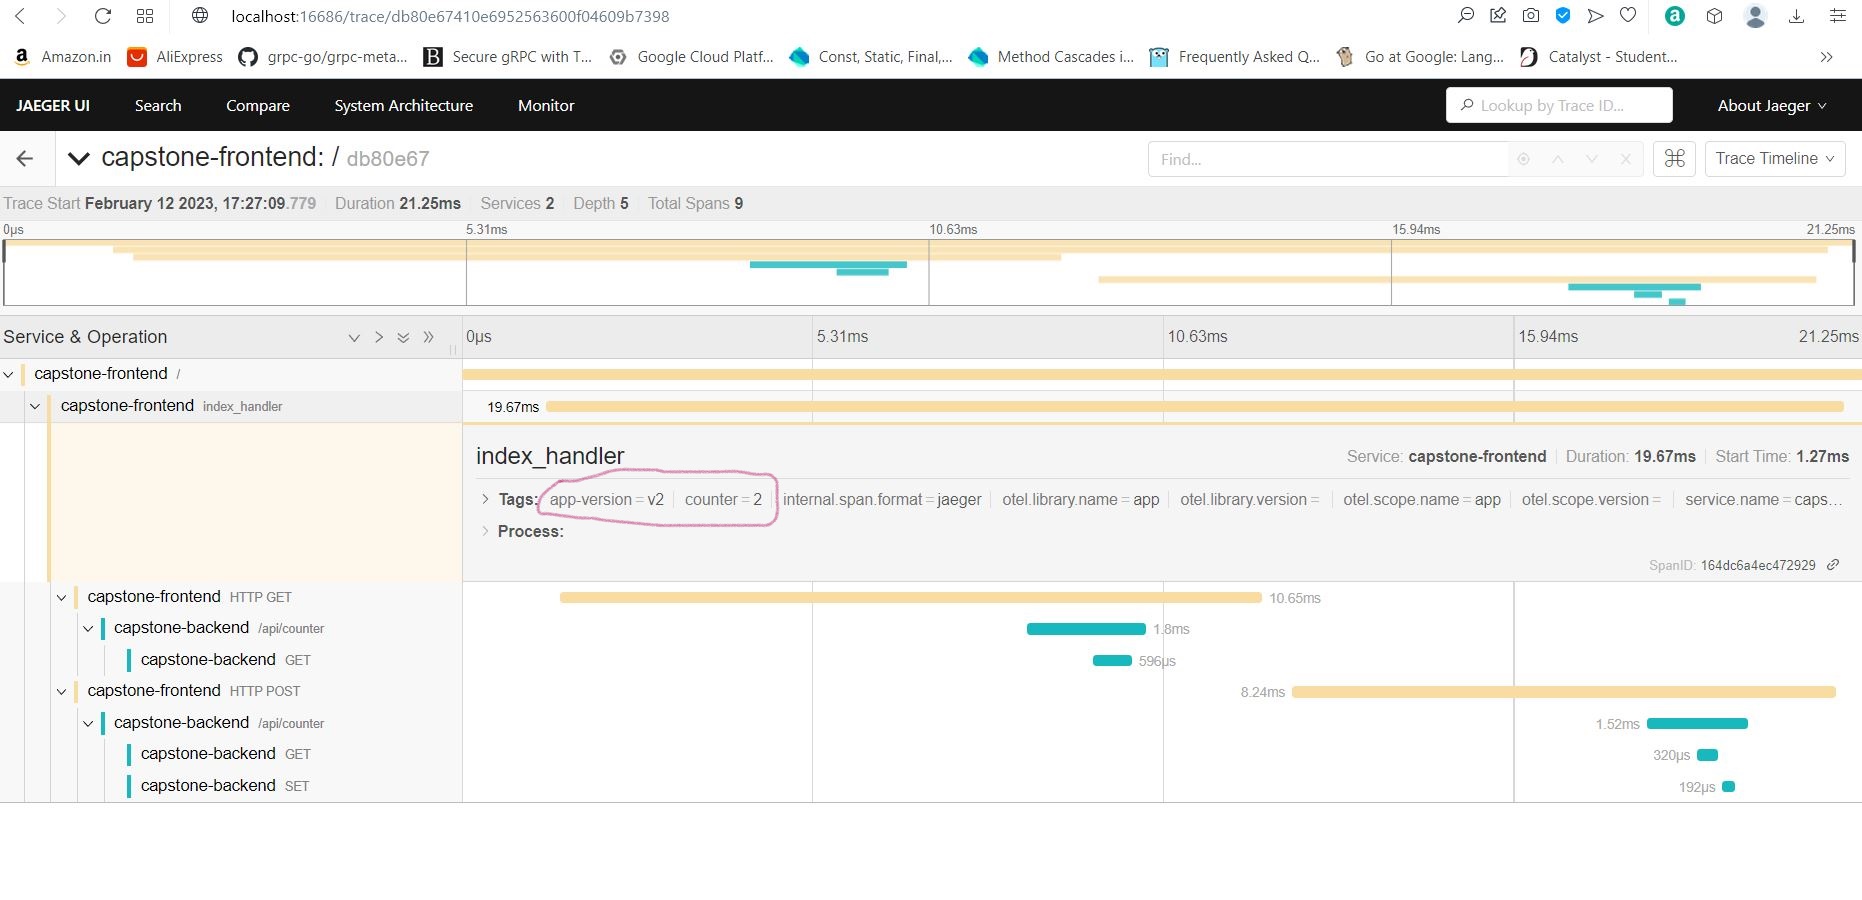 localhost:16686/trace/db80e67410e6952563600f04609b7398
Amazon.in AliExpress grpc-go/grpc-meta... Secure gRPC with T... Google Cloud Platf... Const, Static, Final,... Method Cascades i... Frequently Asked Q... Go at Google: Lang... Catalyst - Student...
JAEGER UI Search Compare System Architecture Monitor Lookup by Trace ID... About Jaeger
capstone-frontend: / db80e67 Find... Trace Timeline
Trace Start February 12 2023, 17:27:09.779 Duration 21.25ms Services 2 Depth 5 Total Spans 9
0μs 5.31ms 10.63ms 15.94ms 21.25ms
Service & Operation 0μs 5.31ms 10.63ms 15.94ms 21.25ms
capstone-frontend /
capstone-frontend index_handler 19.67ms
index_handler Service: capstone-frontend Duration: 19.67ms Start Time: 1.27ms
Tags: app-version = v2 counter = 2 internal.span.format = jaeger otel.library.name = app otel.library.version = otel.scope.name = app otel.scope.version = service.name = caps...
Process:
SpanID: 164dc6a4ec472929
capstone-frontend HTTP GET 10.65ms
capstone-backend /api/counter 1.8ms
capstone-backend GET 596μs
capstone-frontend HTTP POST 8.24ms
capstone-backend /api/counter 1.52ms
capstone-backend GET 320μs
capstone-backend SET 192μs